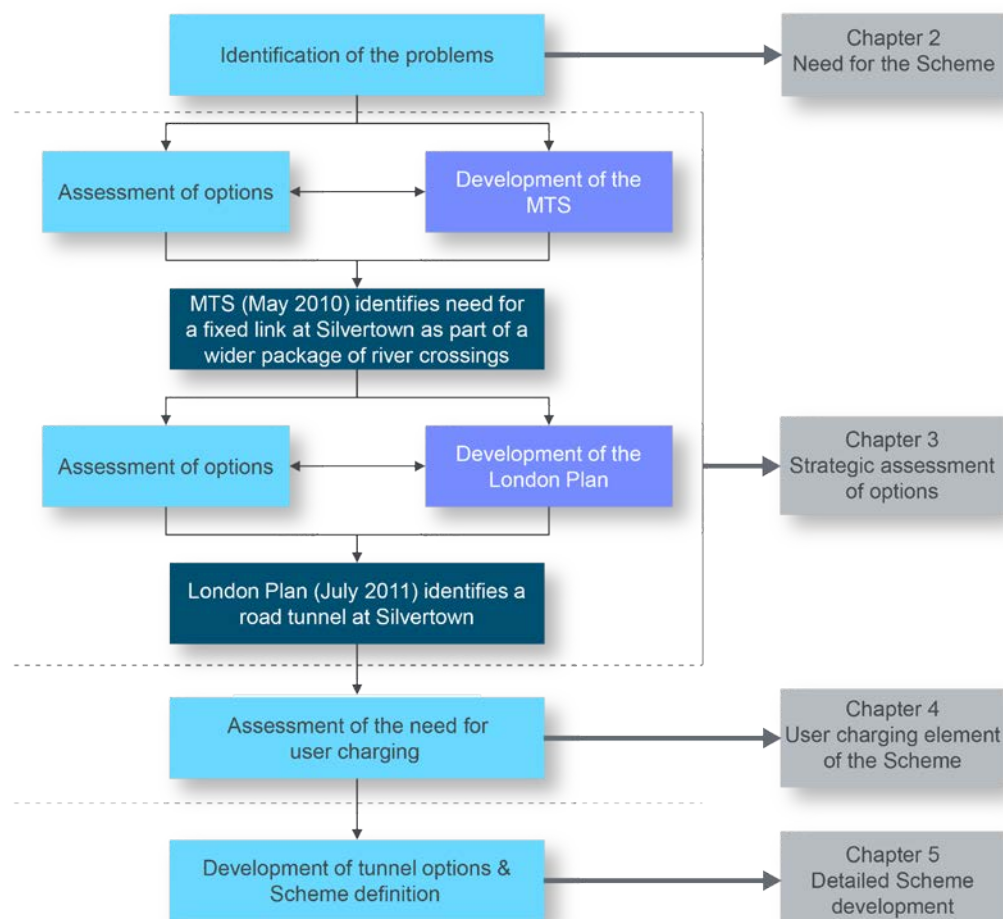 Identification of the problems
Chapter 2
Need for the Scheme
Assessment of options
Development of the
MTS
MTS (May 2010) identifies need for
a fixed link at Silvertown as part of a
wider package of river crossings
Assessment of options
Development of the
London Plan
Chapter 3
Strategic assessment
of options
London Plan (July 2011) identifies a
road tunnel at Silvertown
Assessment of the need for
user charging
Chapter 4
User charging element
of the Scheme
Development of tunnel options &
Scheme definition
Chapter 5
Detailed Scheme
development